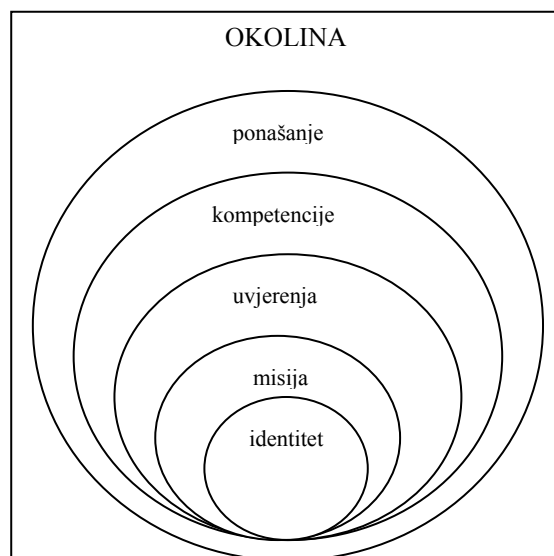 OKOLINA
ponašanje
kompetencije
uvjerenja
misija
identitet